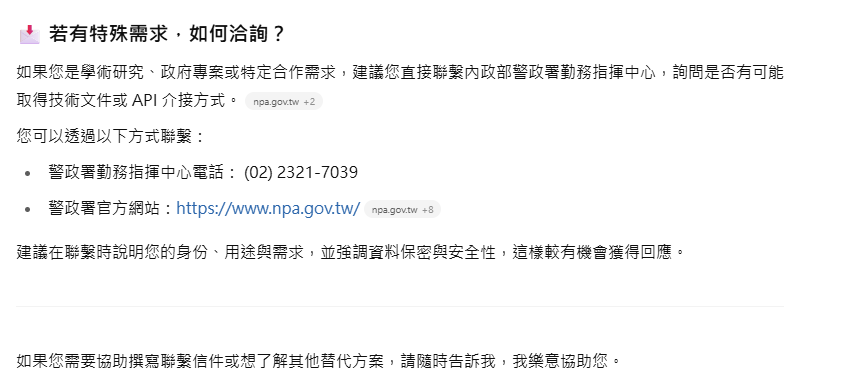 若有特殊需求，如何洽詢？
如果您是學術研究、政府專案或特定合作需求，建議您直接聯繫內政部警政署勤務指揮中心，詢問是否有可能
取得技術文件或 API 介接方式。 npa.gov.tw +2
您可以透過以下方式聯繫：
• 警政署勤務指揮中心電話： (02) 2321-7039
• 警政署官方網站：https://www.npa.gov.tw/ npa.gov.tw +8
建議在聯繫時說明您的身份、用途與需求，並強調資料保密與安全性，這樣較有機會獲得回應。
如果您需要協助撰寫聯繫信件或想了解其他替代方案，請隨時告訴我，我樂意協助您。